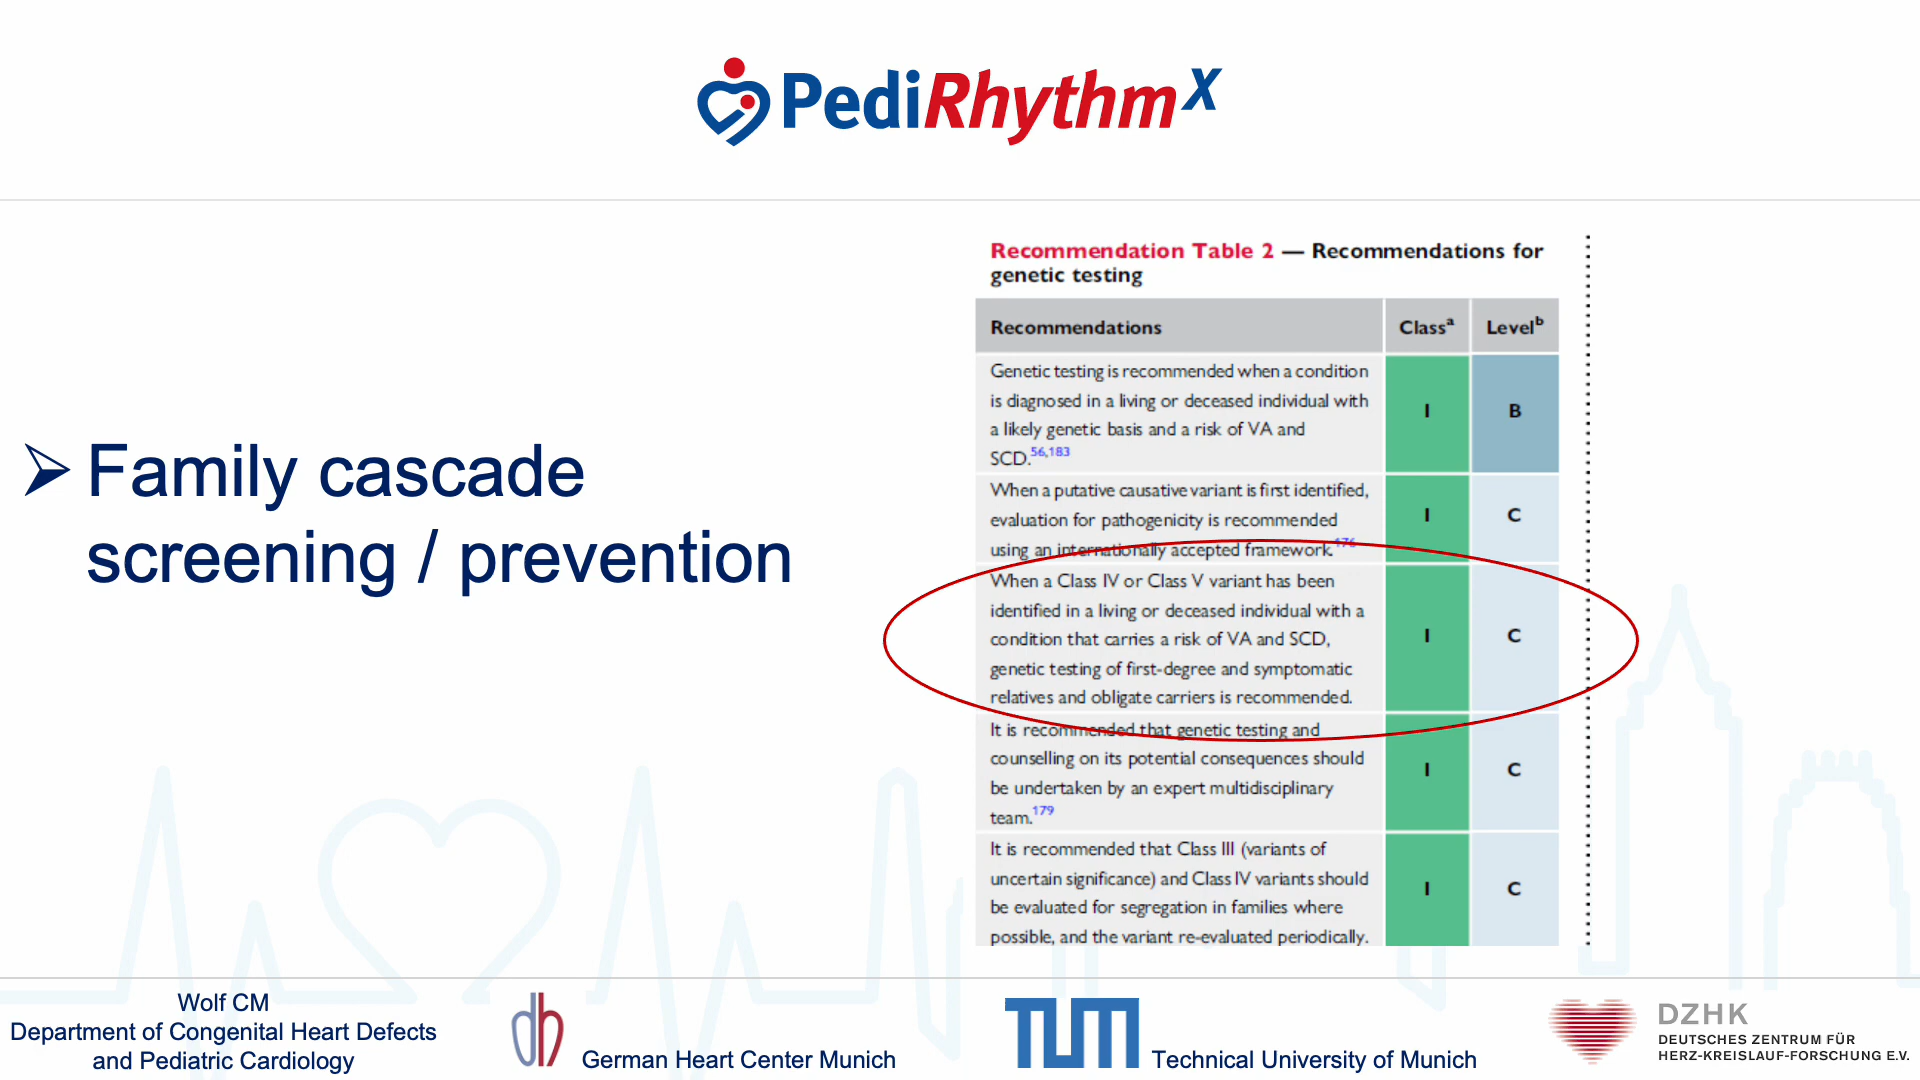 PediRhythmX
Family cascade
screening / prevention
Recommendation Table 2 — Recommendations for
genetic testing
Recommendations Classa Levelb
Genetic testing is recommended when a condition
is diagnosed in a living or deceased individual with
a likely genetic basis and a risk of VA and
SCD.56,183
I B
When a putative causative variant is first identified,
evaluation for pathogenicity is recommended
using an internationally accepted framework.176
I C
When a Class IV or Class V variant has been
identified in a living or deceased individual with a
condition that carries a risk of VA and SCD,
genetic testing of first-degree and symptomatic
relatives and obligate carriers is recommended.
I C
It is recommended that genetic testing and
counselling on its potential consequences should
be undertaken by an expert multidisciplinary
team.179
I C
It is recommended that Class III (variants of
uncertain significance) and Class IV variants should
be evaluated for segregation in families where
possible, and the variant re-evaluated periodically.
I C
Wolf CM
Department of Congenital Heart Defects
and Pediatric Cardiology
dh
German Heart Center Munich
TUM
Technical University of Munich
DZHK
DEUTSCHES ZENTRUM FÜR
HERZ-KREISLAUF-FORSCHUNG E.V.